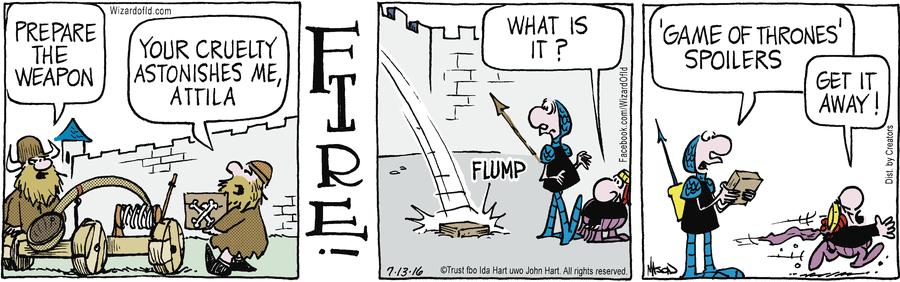 Wizardofid.com
PREPARE
THE
WEAPON
YOUR CRUELTY
ASTONISHES ME,
ATTILA
FIRE!
WHAT IS
IT?
FLUMP
Facebook.com/WizardOfId
7-13-16
©Trust fbo Ida Hart uwo John Hart. All rights reserved.
'GAME OF THRONES'
SPOILERS
GET IT
AWAY!
Dist. by Creators
MASON